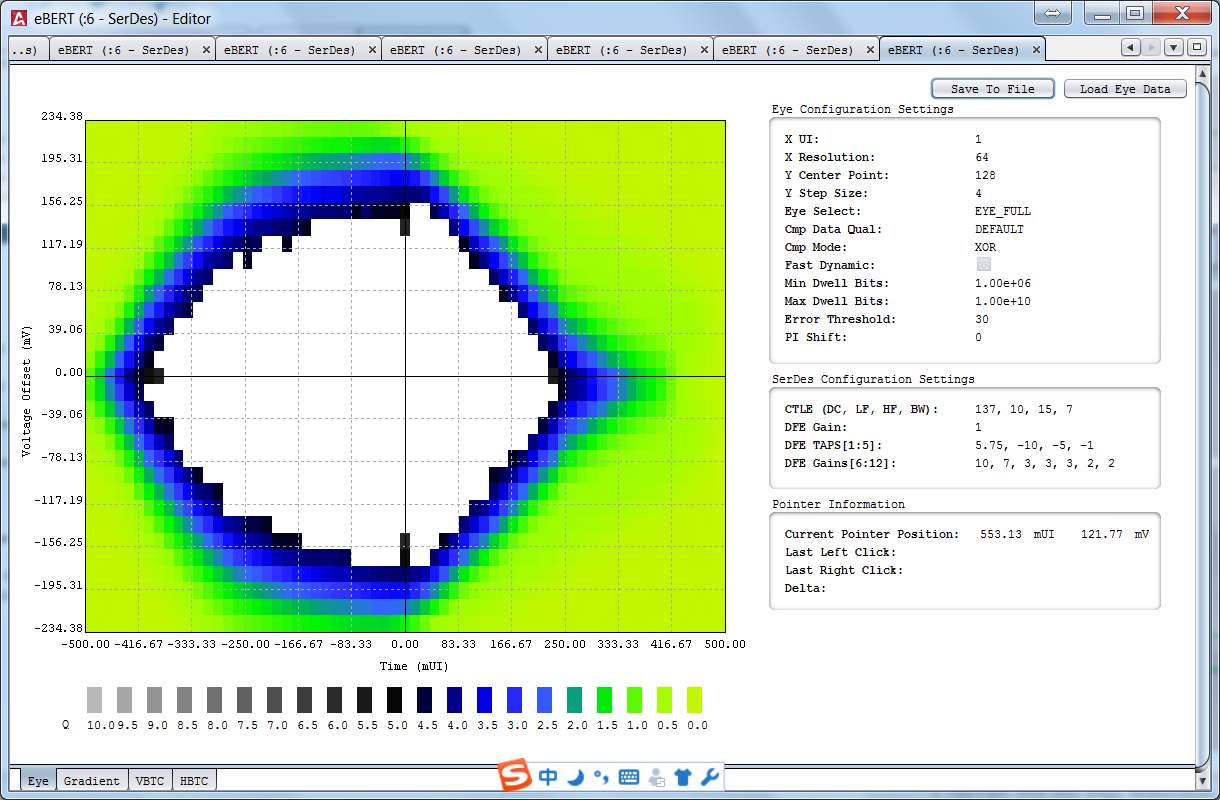 eBERT (:6 - SerDes) - Editor
..s) eBERT (:6 - SerDes) eBERT (:6 - SerDes) eBERT (:6 - SerDes) eBERT (:6 - SerDes) eBERT (:6 - SerDes) eBERT (:6 - SerDes)
Save To File Load Eye Data
Eye Configuration Settings
X UI: 1
X Resolution: 64
Y Center Point: 128
Y Step Size: 4
Eye Select: EYE_FULL
Cmp Data Qual: DEFAULT
Cmp Mode: XOR
Fast Dynamic:
Min Dwell Bits: 1.00e+06
Max Dwell Bits: 1.00e+10
Error Threshold: 30
PI Shift: 0
SerDes Configuration Settings
CTLE (DC, LF, HF, BW): 137, 10, 15, 7
DFE Gain: 1
DFE TAPS[1:5]: 5.75, -10, -5, -1
DFE Gains[6:12]: 10, 7, 3, 3, 3, 2, 2
Pointer Information
Current Pointer Position: 553.13 mUI 121.77 mV
Last Left Click:
Last Right Click:
Delta:
234.38
195.31
156.25
117.19
78.13
39.06
0.00
-39.06
-78.13
-117.19
-156.25
-195.31
-234.38
Voltage Offset (mV)
-500.00 -416.67 -333.33 -250.00 -166.67 -83.33 0.00 83.33 166.67 250.00 333.33 416.67 500.00
Time (mUI)
Q 10.0 9.5 9.0 8.5 8.0 7.5 7.0 6.5 6.0 5.5 5.0 4.5 4.0 3.5 3.0 2.5 2.0 1.5 1.0 0.5 0.0
Eye Gradient VBTC HBTC
中